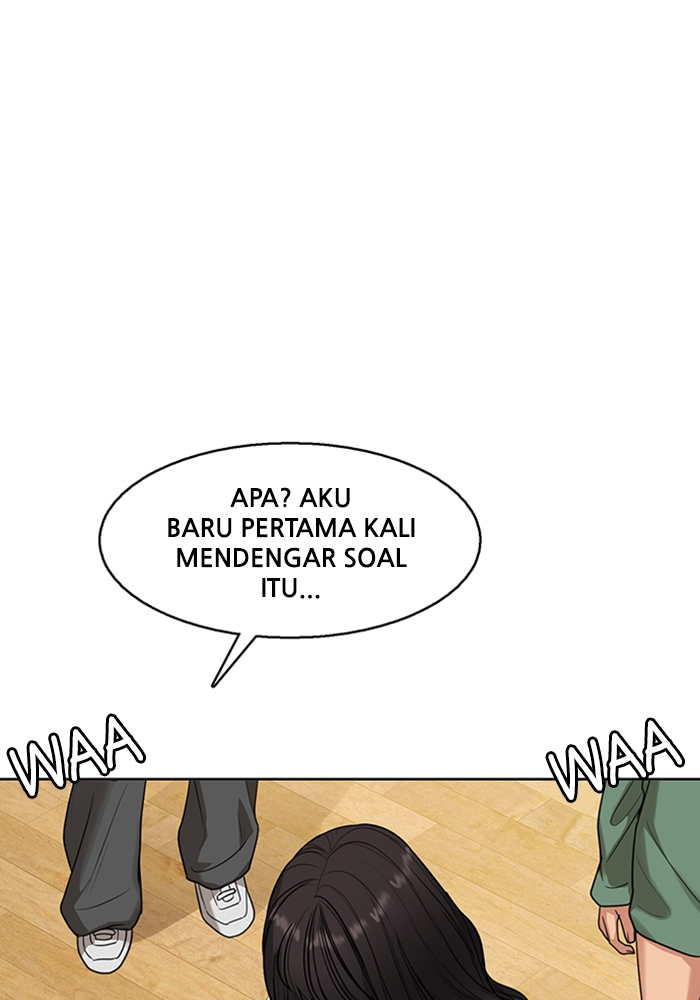 APA? AKU
BARU PERTAMA KALI
MENDENGAR SOAL
ITU...
WAA
WAA